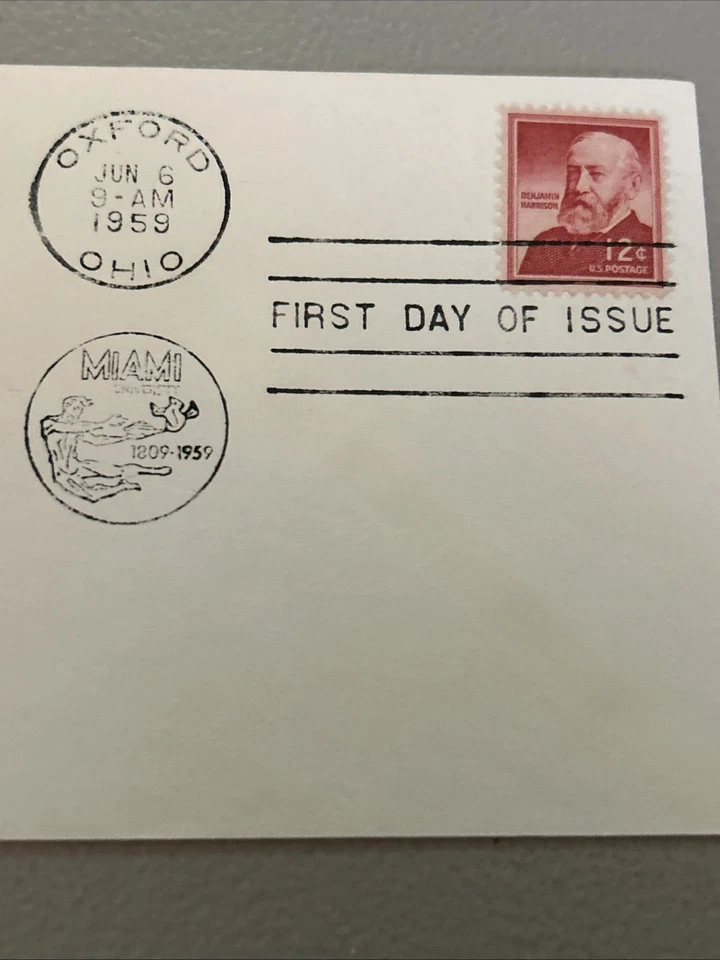 OXFORD
JUN 6
9-AM
1959
OHIO
BENJAMIN
HARRISON
12¢
U.S. POSTAGE
FIRST DAY OF ISSUE
MIAMI
UNIVERSITY
1809-1959